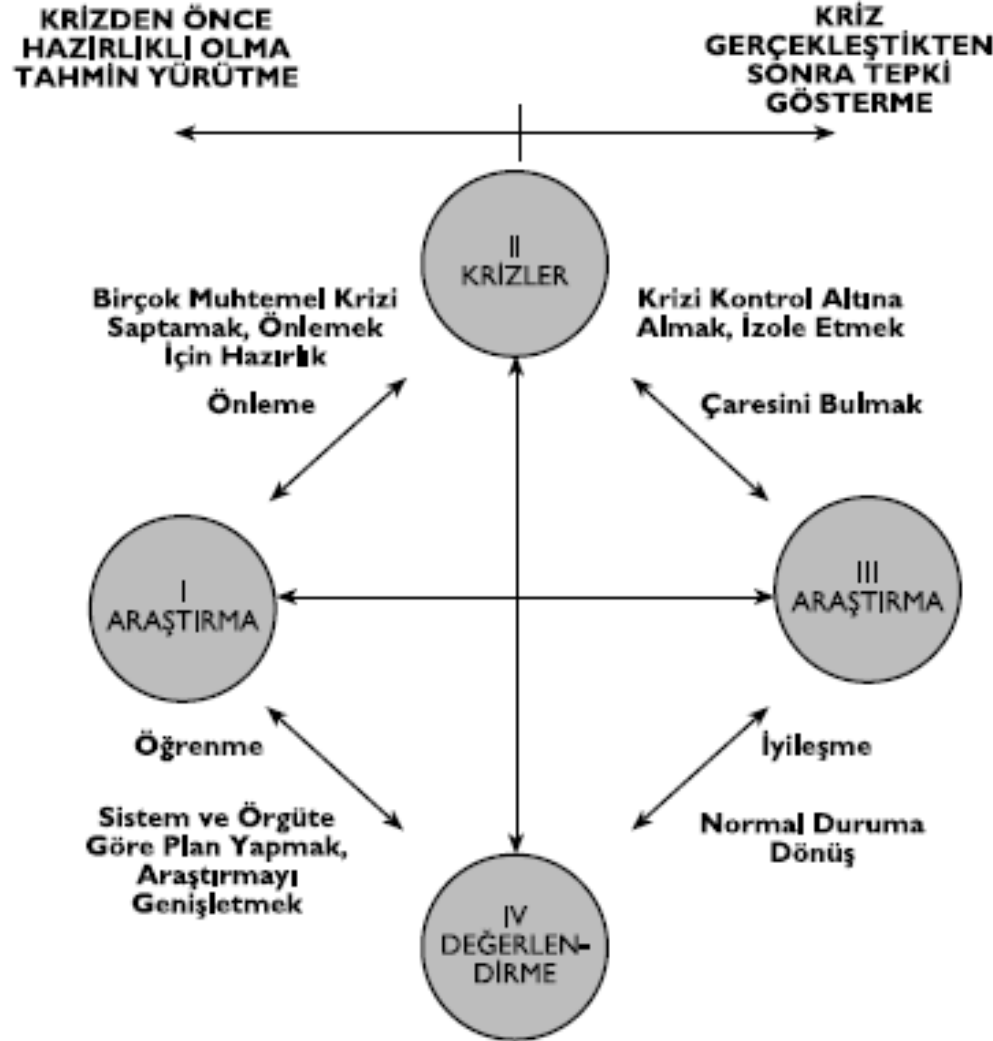 KRİZDEN ÖNCE
HAZIRLIKLI OLMA
TAHMİN YÜRÜTME
KRİZ
GERÇEKLEŞTİKTEN
SONRA TEPKİ
GÖSTERME
II
KRİZLER
Birçok Muhtemel Krizi
Saptamak, Önlemek
İçin Hazırlık
Önleme
Krizi Kontrol Altına
Almak, İzole Etmek
Çaresini Bulmak
I
ARAŞTIRMA
III
ARAŞTIRMA
Öğrenme
Sistem ve Örgüte
Göre Plan Yapmak,
Araştırmayı
Genişletmek
İyileşme
Normal Duruma
Dönüş
IV
DEĞERLEN-
DİRME